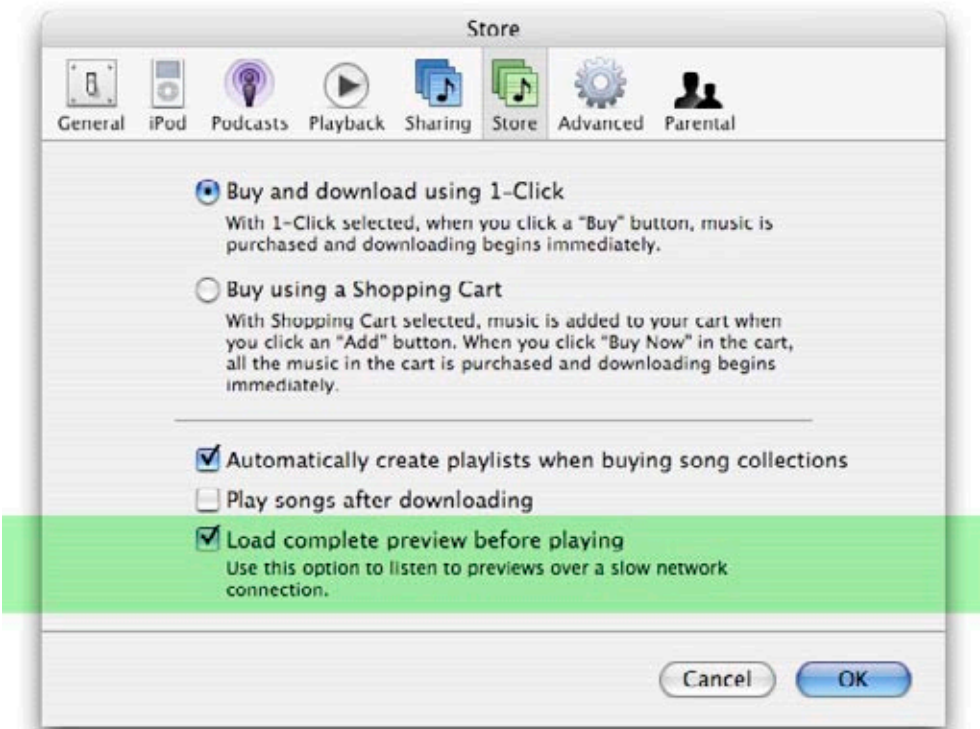 Store
General iPod Podcasts Playback Sharing Store Advanced Parental
Buy and download using 1-Click
With 1-Click selected, when you click a "Buy" button, music is
purchased and downloading begins immediately.
Buy using a Shopping Cart
With Shopping Cart selected, music is added to your cart when
you click an "Add" button. When you click "Buy Now" in the cart,
all the music in the cart is purchased and downloading begins
immediately.
Automatically create playlists when buying song collections
Play songs after downloading
Load complete preview before playing
Use this option to listen to previews over a slow network
connection.
Cancel OK